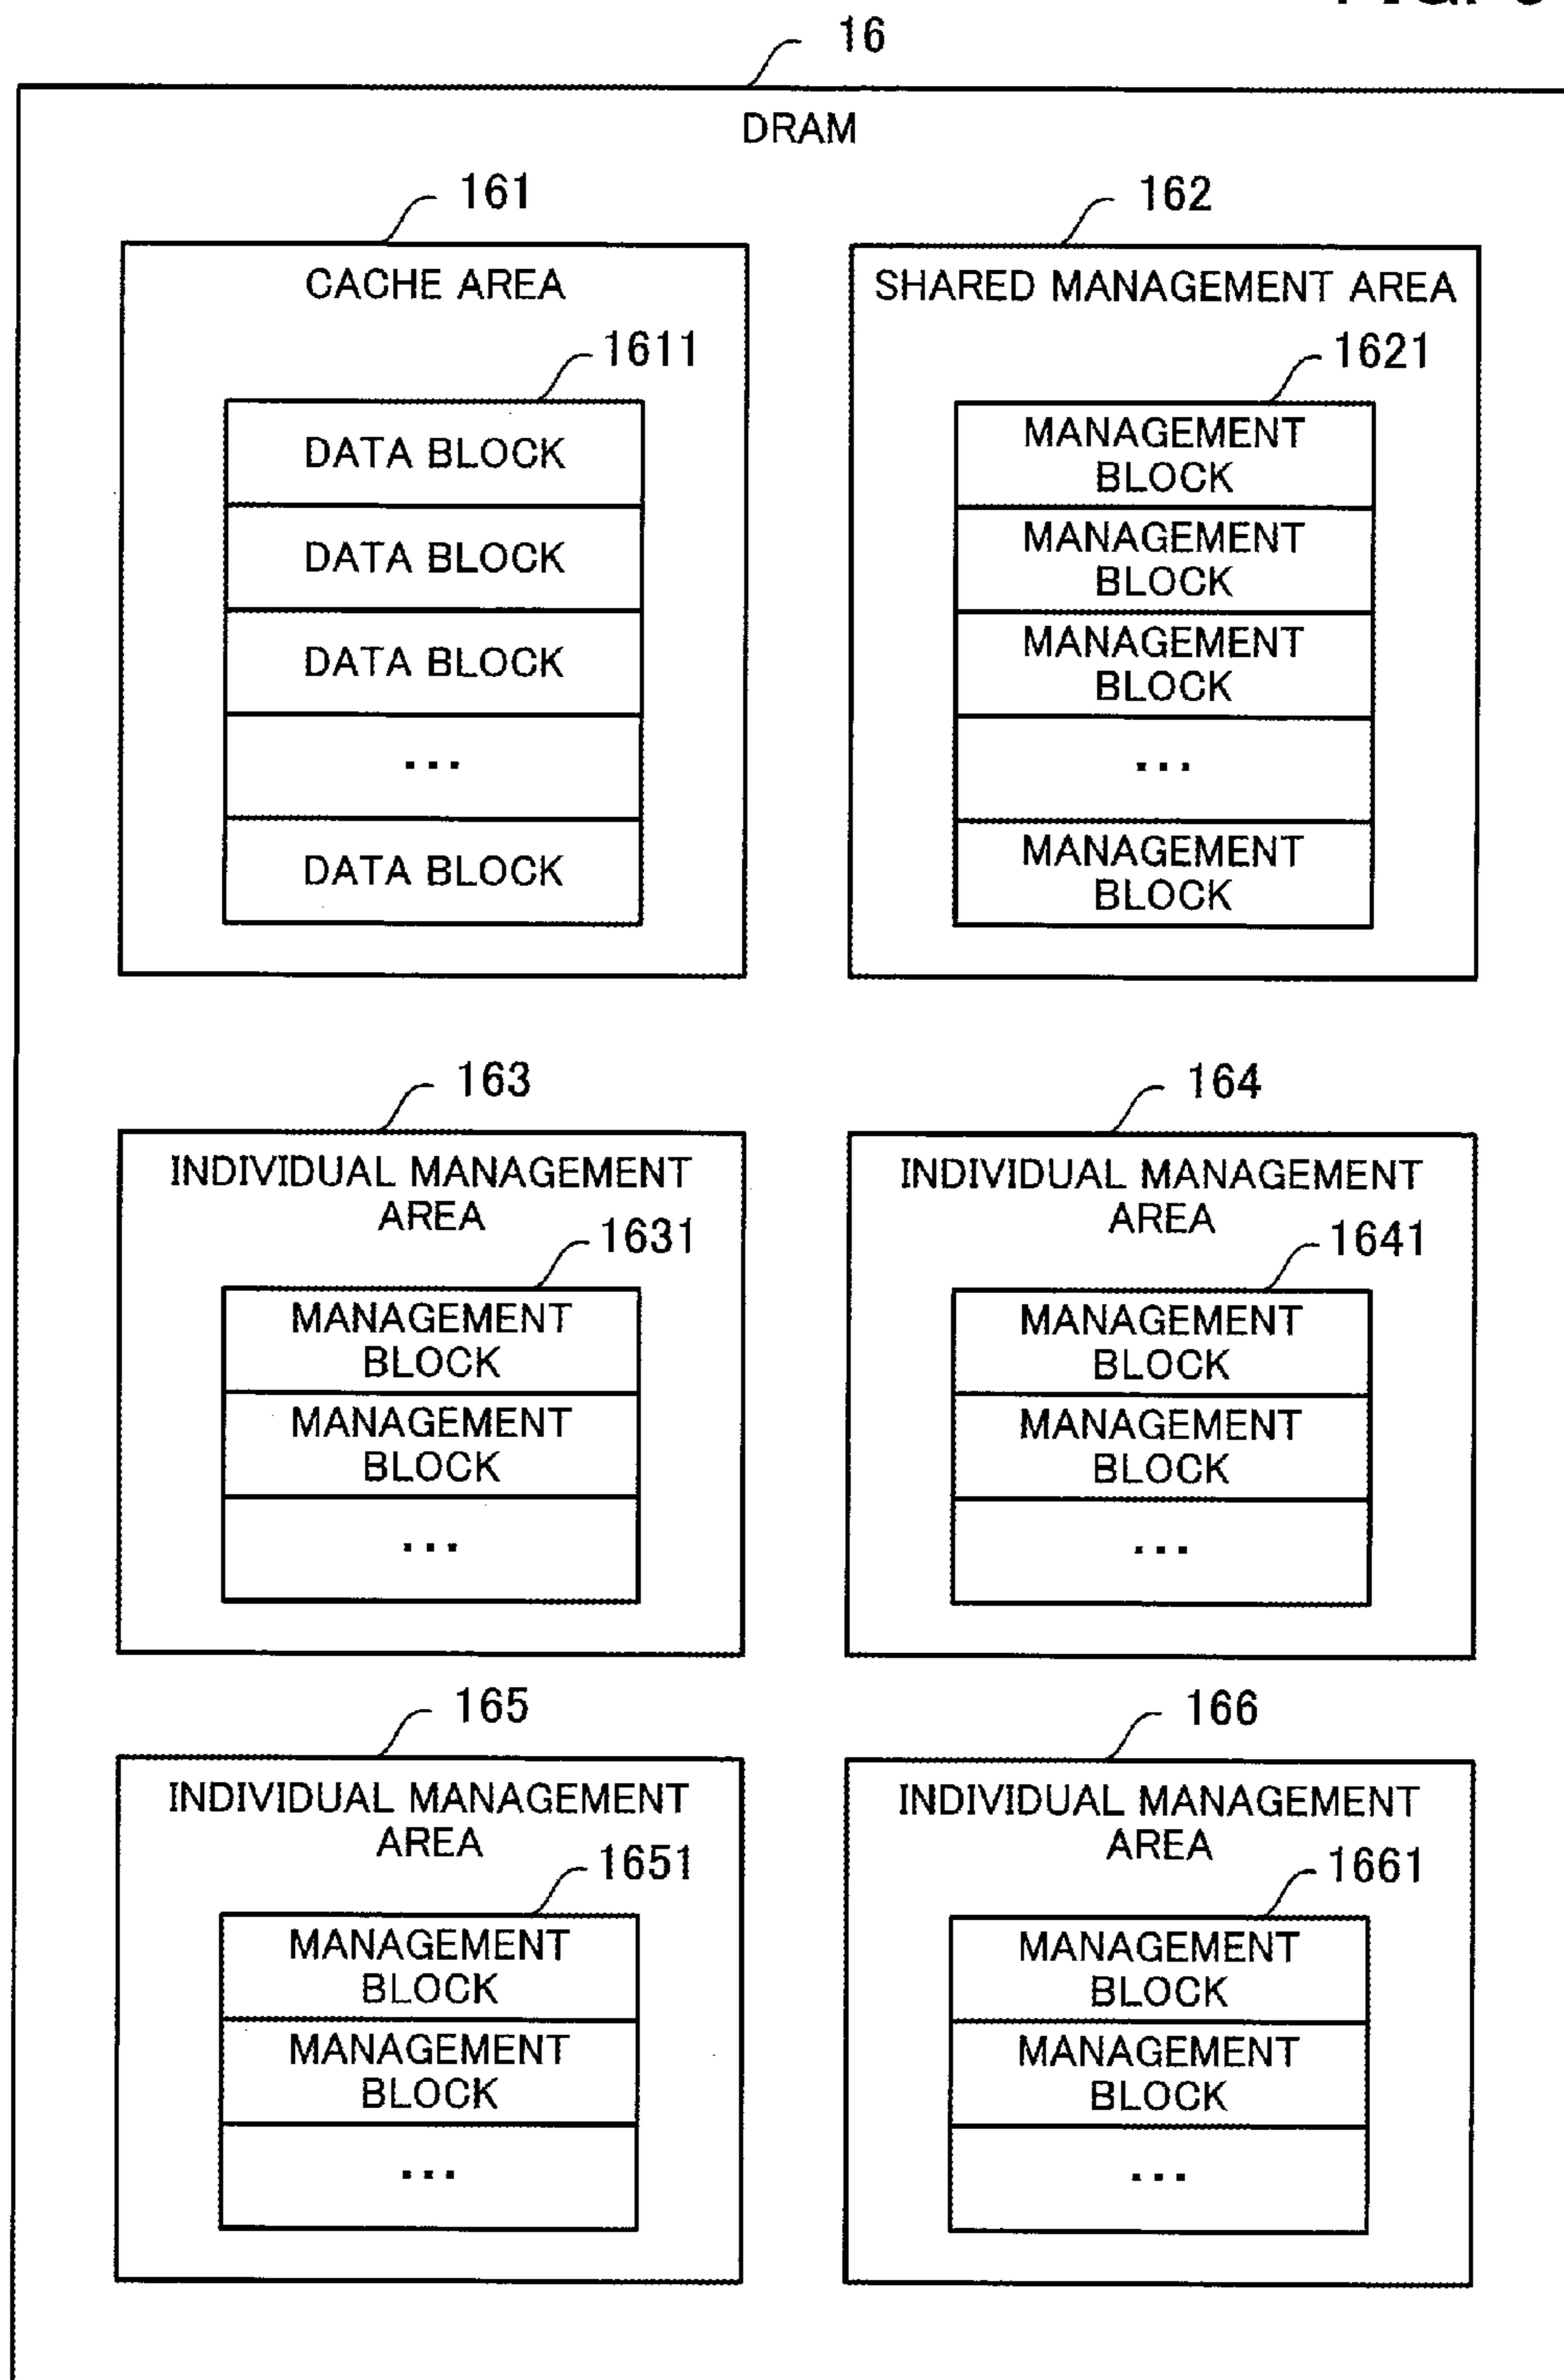 16
DRAM
161
CACHE AREA
1611
DATA BLOCK
DATA BLOCK
DATA BLOCK
...
DATA BLOCK
162
SHARED MANAGEMENT AREA
1621
MANAGEMENT
BLOCK
MANAGEMENT
BLOCK
MANAGEMENT
BLOCK
...
MANAGEMENT
BLOCK
163
INDIVIDUAL MANAGEMENT
AREA
1631
MANAGEMENT
BLOCK
MANAGEMENT
BLOCK
...
164
INDIVIDUAL MANAGEMENT
AREA
1641
MANAGEMENT
BLOCK
MANAGEMENT
BLOCK
...
165
INDIVIDUAL MANAGEMENT
AREA
1651
MANAGEMENT
BLOCK
MANAGEMENT
BLOCK
...
166
INDIVIDUAL MANAGEMENT
AREA
1661
MANAGEMENT
BLOCK
MANAGEMENT
BLOCK
...